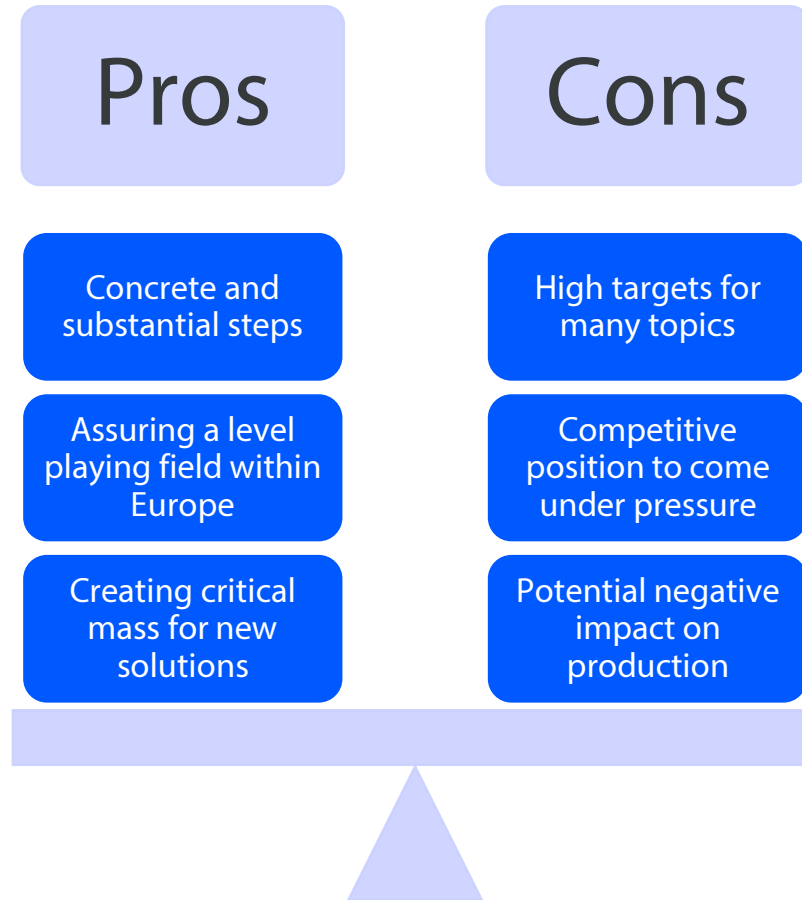 Pros
Concrete and
substantial steps
Assuring a level
playing field within
Europe
Creating critical
mass for new
solutions
Cons
High targets for
many topics
Competitive
position to come
under pressure
Potential negative
impact on
production